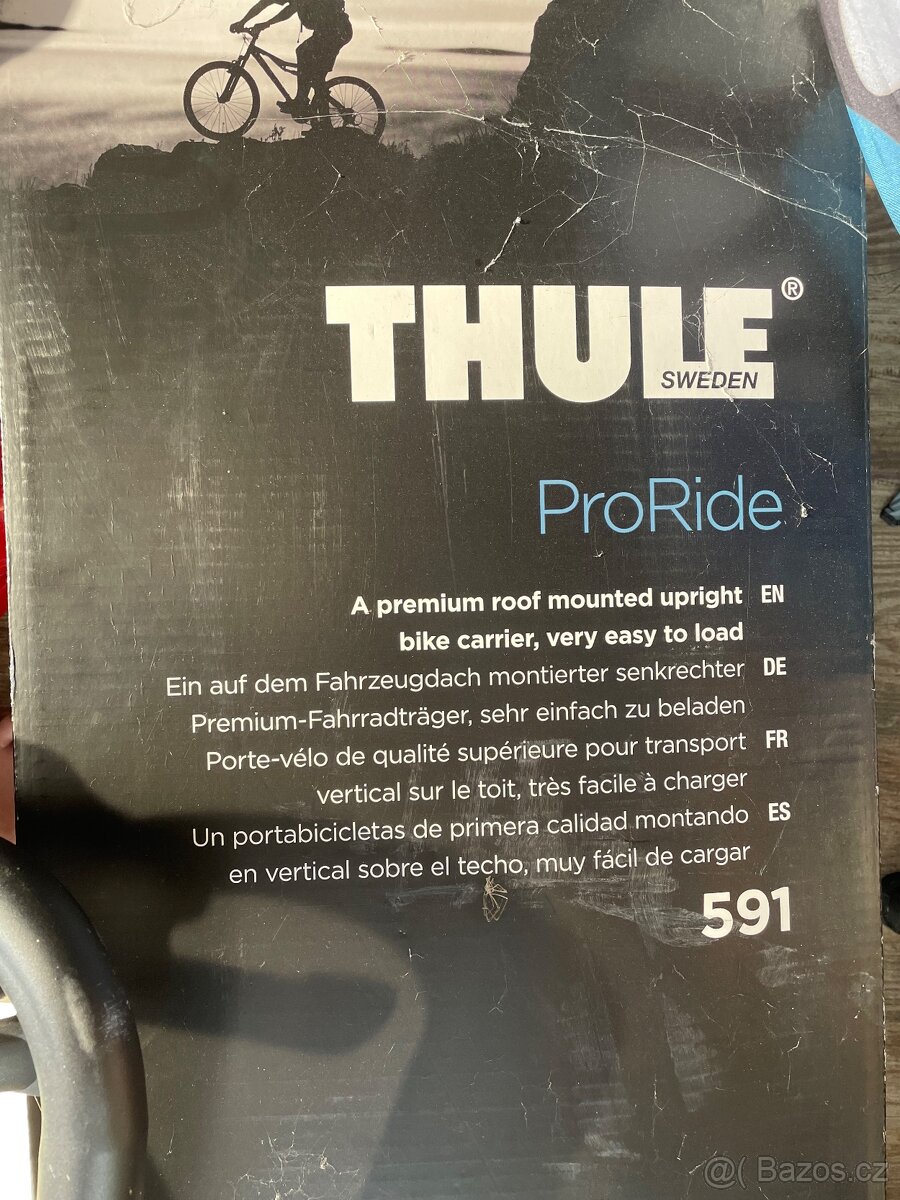 THULE®
SWEDEN
ProRide
A premium roof mounted upright EN
bike carrier, very easy to load
Ein auf dem Fahrzeugdach montierter senkrechter DE
Premium-Fahrradträger, sehr einfach zu beladen
Porte-vélo de qualité supérieure pour transport FR
vertical sur le toit, très facile à charger
Un portabicicletas de primera calidad montando ES
en vertical sobre el techo, muy fácil de cargar
591
@( Bazos.cz